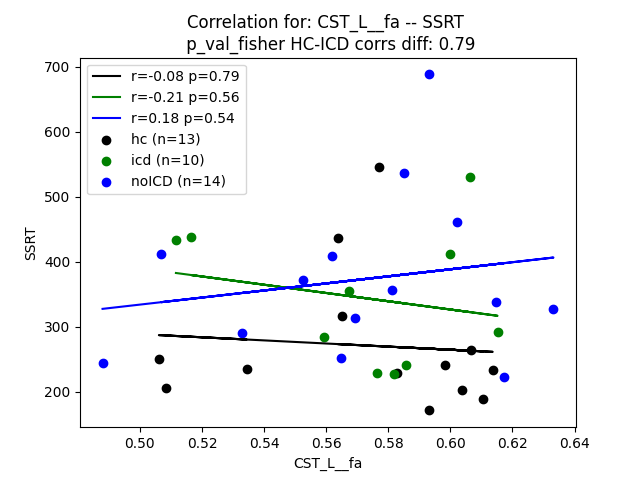 Correlation for: CST_L__fa -- SSRT
p_val_fisher HC-ICD corrs diff: 0.79
r=-0.08 p=0.79
r=-0.21 p=0.56
r=0.18 p=0.54
hc (n=13)
icd (n=10)
noICD (n=14)
700
600
500
400
300
200
SSRT
0.50 0.52 0.54 0.56 0.58 0.60 0.62 0.64
CST_L__fa